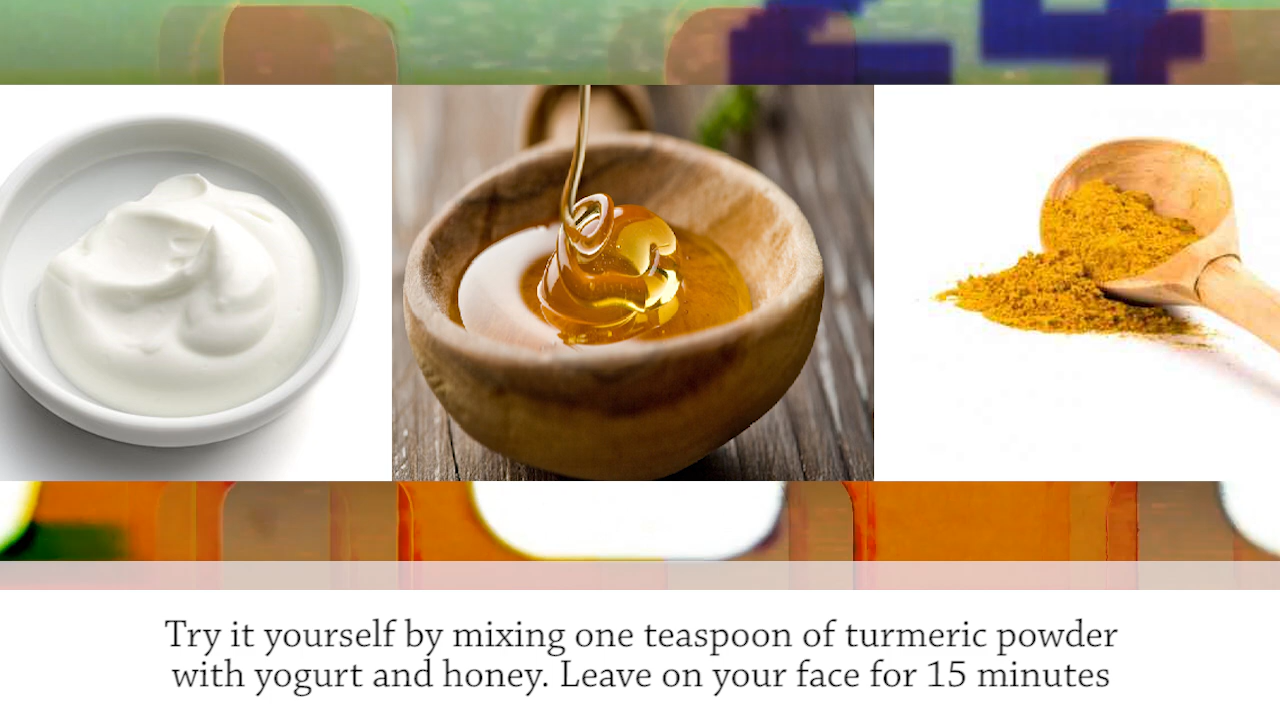 24
Try it yourself by mixing one teaspoon of turmeric powder
with yogurt and honey. Leave on your face for 15 minutes